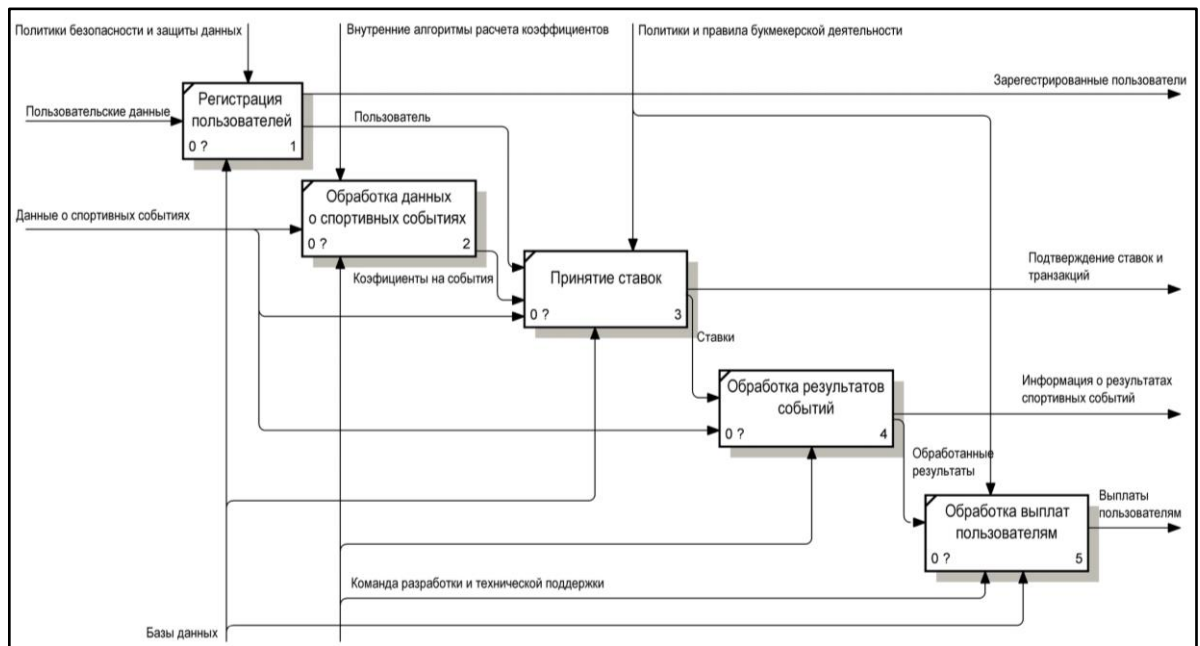 Политики безопасности и защиты данных
Внутренние алгоритмы расчета коэффициентов
Политики и правила букмекерской деятельности
Зарегестрированные пользователи
Регистрация
пользователей
0 ?
1
Пользовательские данные
Пользователь
Обработка данных
о спортивных событиях
0 ?
2
Данные о спортивных событиях
Коэфициенты на события
Принятие ставок
0 ?
3
Подтверждение ставок и
транзакций
Ставки
Обработка результатов
событий
0 ?
4
Информация о результатах
спортивных событий
Обработанные
результаты
Обработка выплат
пользователям
0 ?
5
Выплаты
пользователям
Команда разработки и технической поддержки
Базы данных